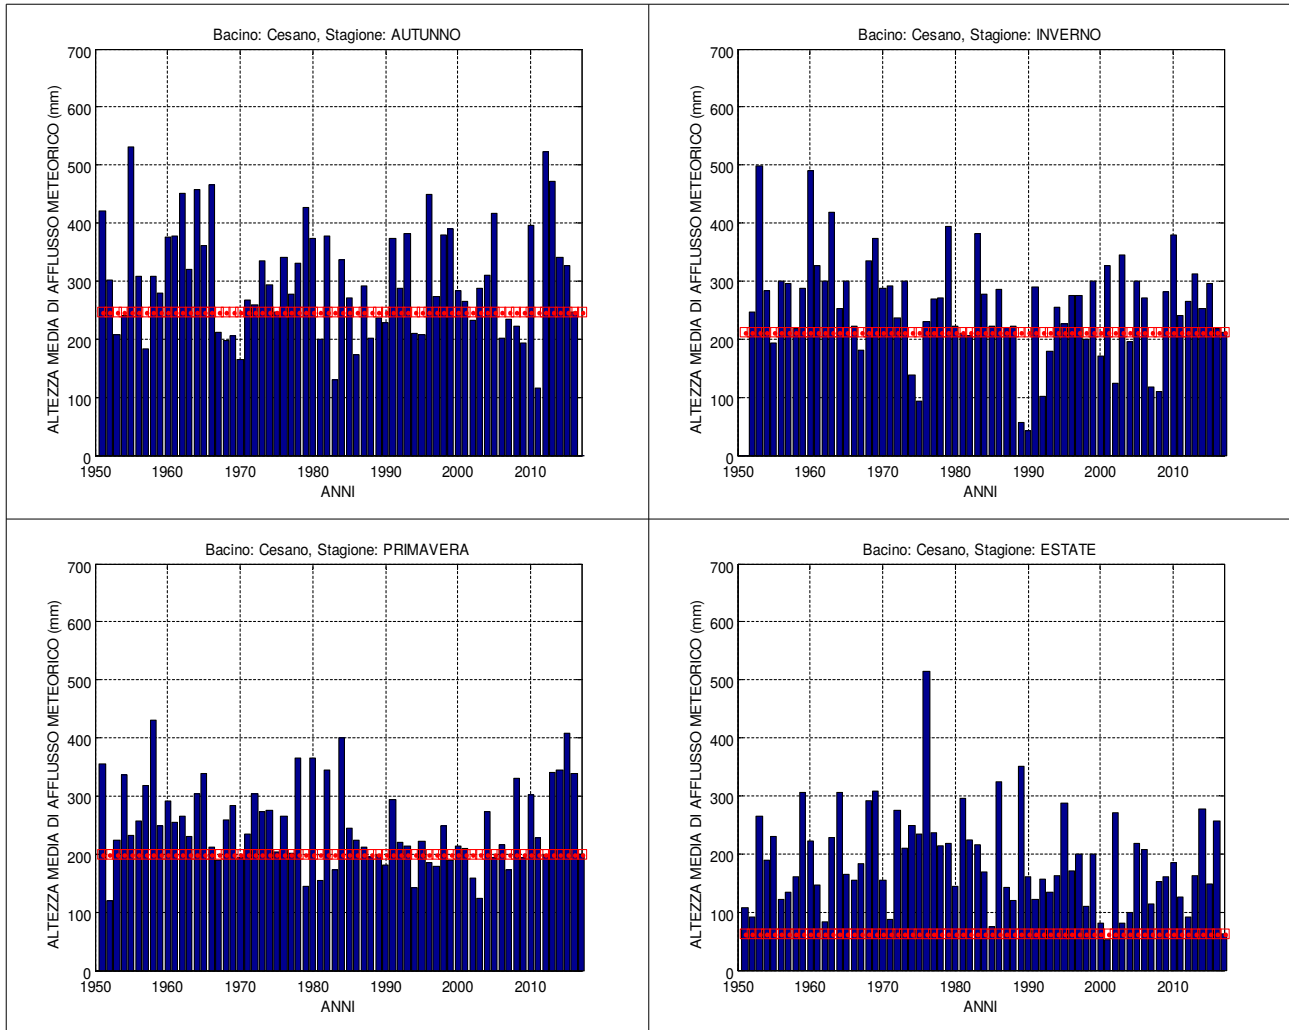 Bacino: Cesano, Stagione: AUTUNNO
ALTEZZA MEDIA DI AFFLUSSO METEORICO (mm)
700
600
500
400
300
200
100
0
1950 1960 1970 1980 1990 2000 2010
ANNI
Bacino: Cesano, Stagione: INVERNO
ALTEZZA MEDIA DI AFFLUSSO METEORICO (mm)
700
600
500
400
300
200
100
0
1950 1960 1970 1980 1990 2000 2010
ANNI
Bacino: Cesano, Stagione: PRIMAVERA
ALTEZZA MEDIA DI AFFLUSSO METEORICO (mm)
700
600
500
400
300
200
100
0
1950 1960 1970 1980 1990 2000 2010
ANNI
Bacino: Cesano, Stagione: ESTATE
ALTEZZA MEDIA DI AFFLUSSO METEORICO (mm)
700
600
500
400
300
200
100
0
1950 1960 1970 1980 1990 2000 2010
ANNI